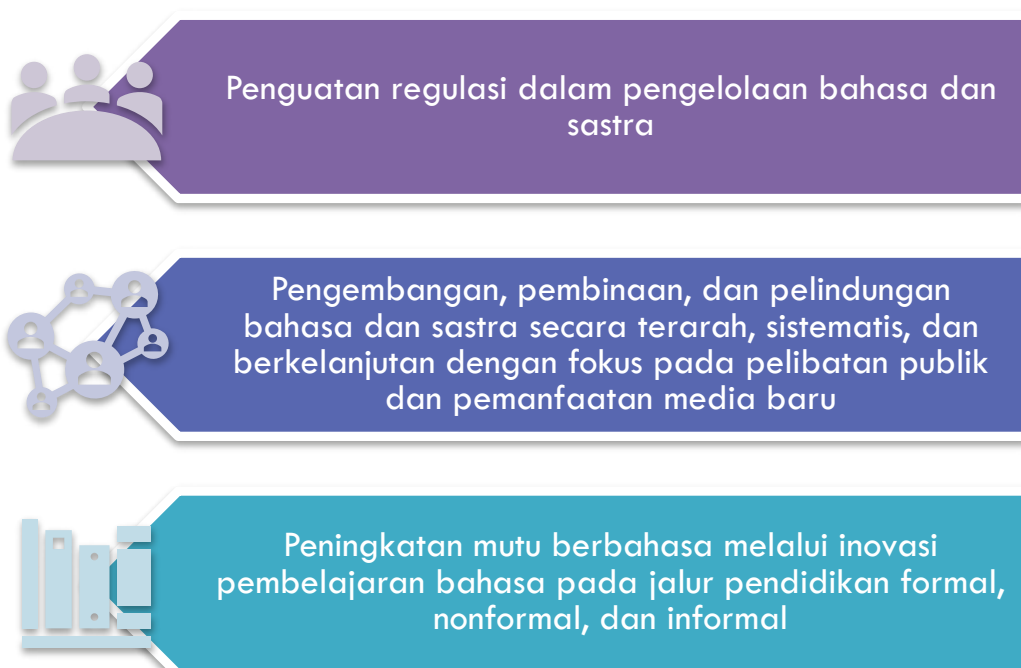 Penguatan regulasi dalam pengelolaan bahasa dan
sastra
Pengembangan, pembinaan, dan pelindungan
bahasa dan sastra secara terarah, sistematis, dan
berkelanjutan dengan fokus pada pelibatan publik
dan pemanfaatan media baru
Peningkatan mutu berbahasa melalui inovasi
pembelajaran bahasa pada jalur pendidikan formal,
nonformal, dan informal